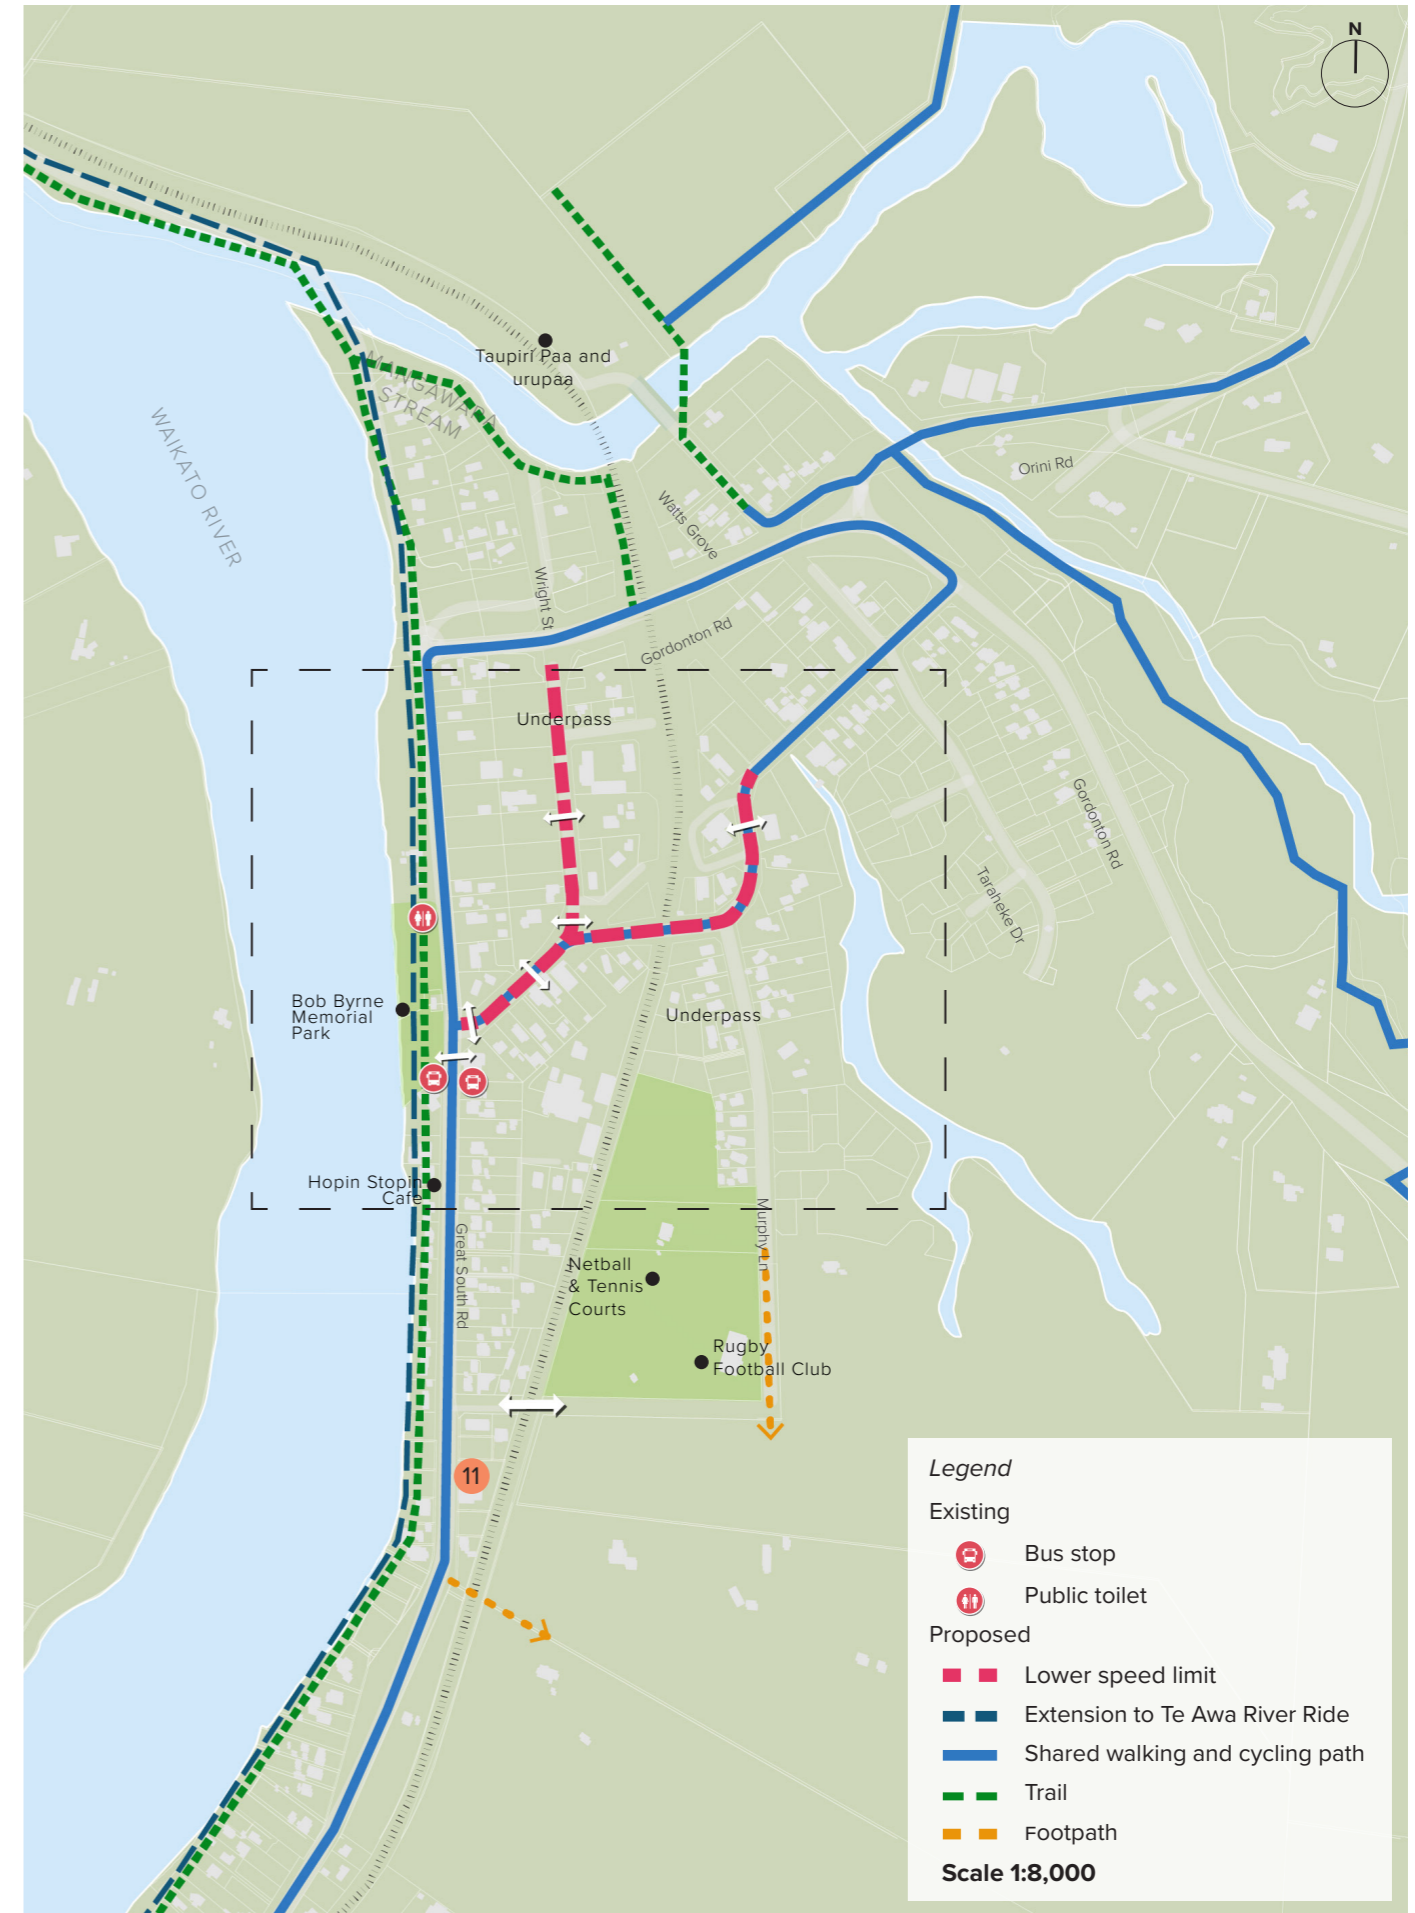 N
Taupiri Paa and
urupaa
MANGAWARA
STREAM
WAIKATO RIVER
Orini Rd
Watts Grove
Wright St
Gordonton Rd
Underpass
Gordonton Rd
Taraheke Dr
Bob Byrne
Memorial
Park
Underpass
Hopin Stopin
Cafe
Murphy Ln
Great South Rd
Netball
& Tennis
Courts
Rugby
Football Club
11
Legend
Existing
Bus stop
Public toilet
Proposed
Lower speed limit
Extension to Te Awa River Ride
Shared walking and cycling path
Trail
Footpath
Scale 1:8,000